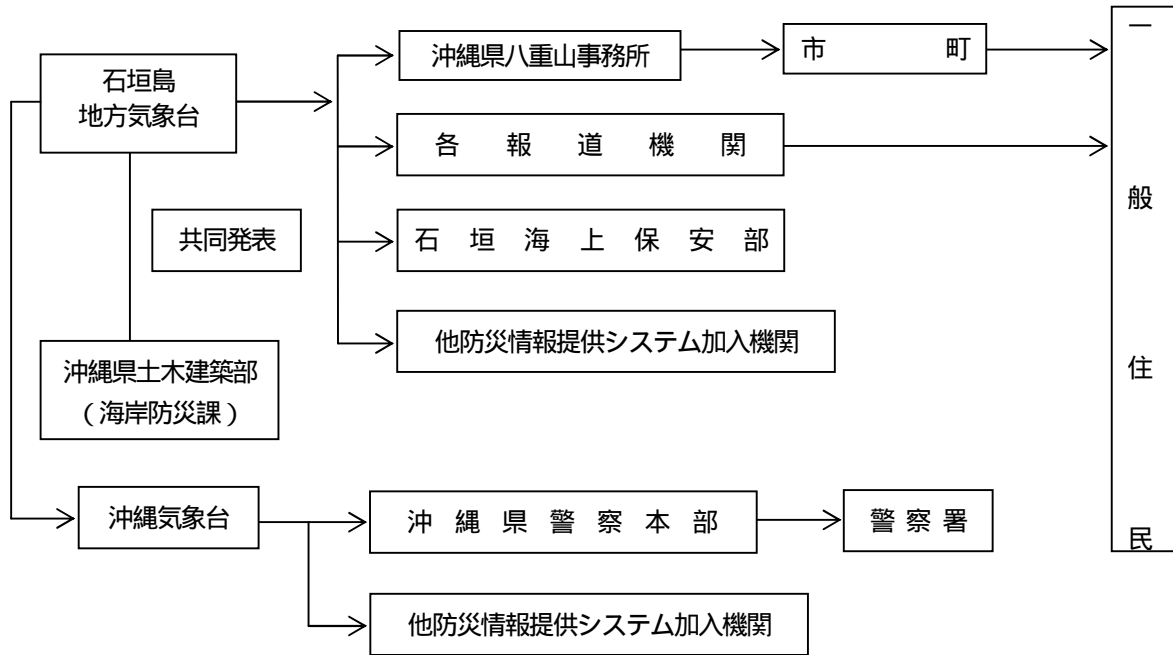 石垣島
地方気象台
沖縄県八重山事務所
市町
一般住民
各報道機関
共同発表
石垣海上保安部
他防災情報提供システム加入機関
沖縄県土木建築部
（海岸防災課）
沖縄気象台
沖縄県警察本部
警察署
他防災情報提供システム加入機関